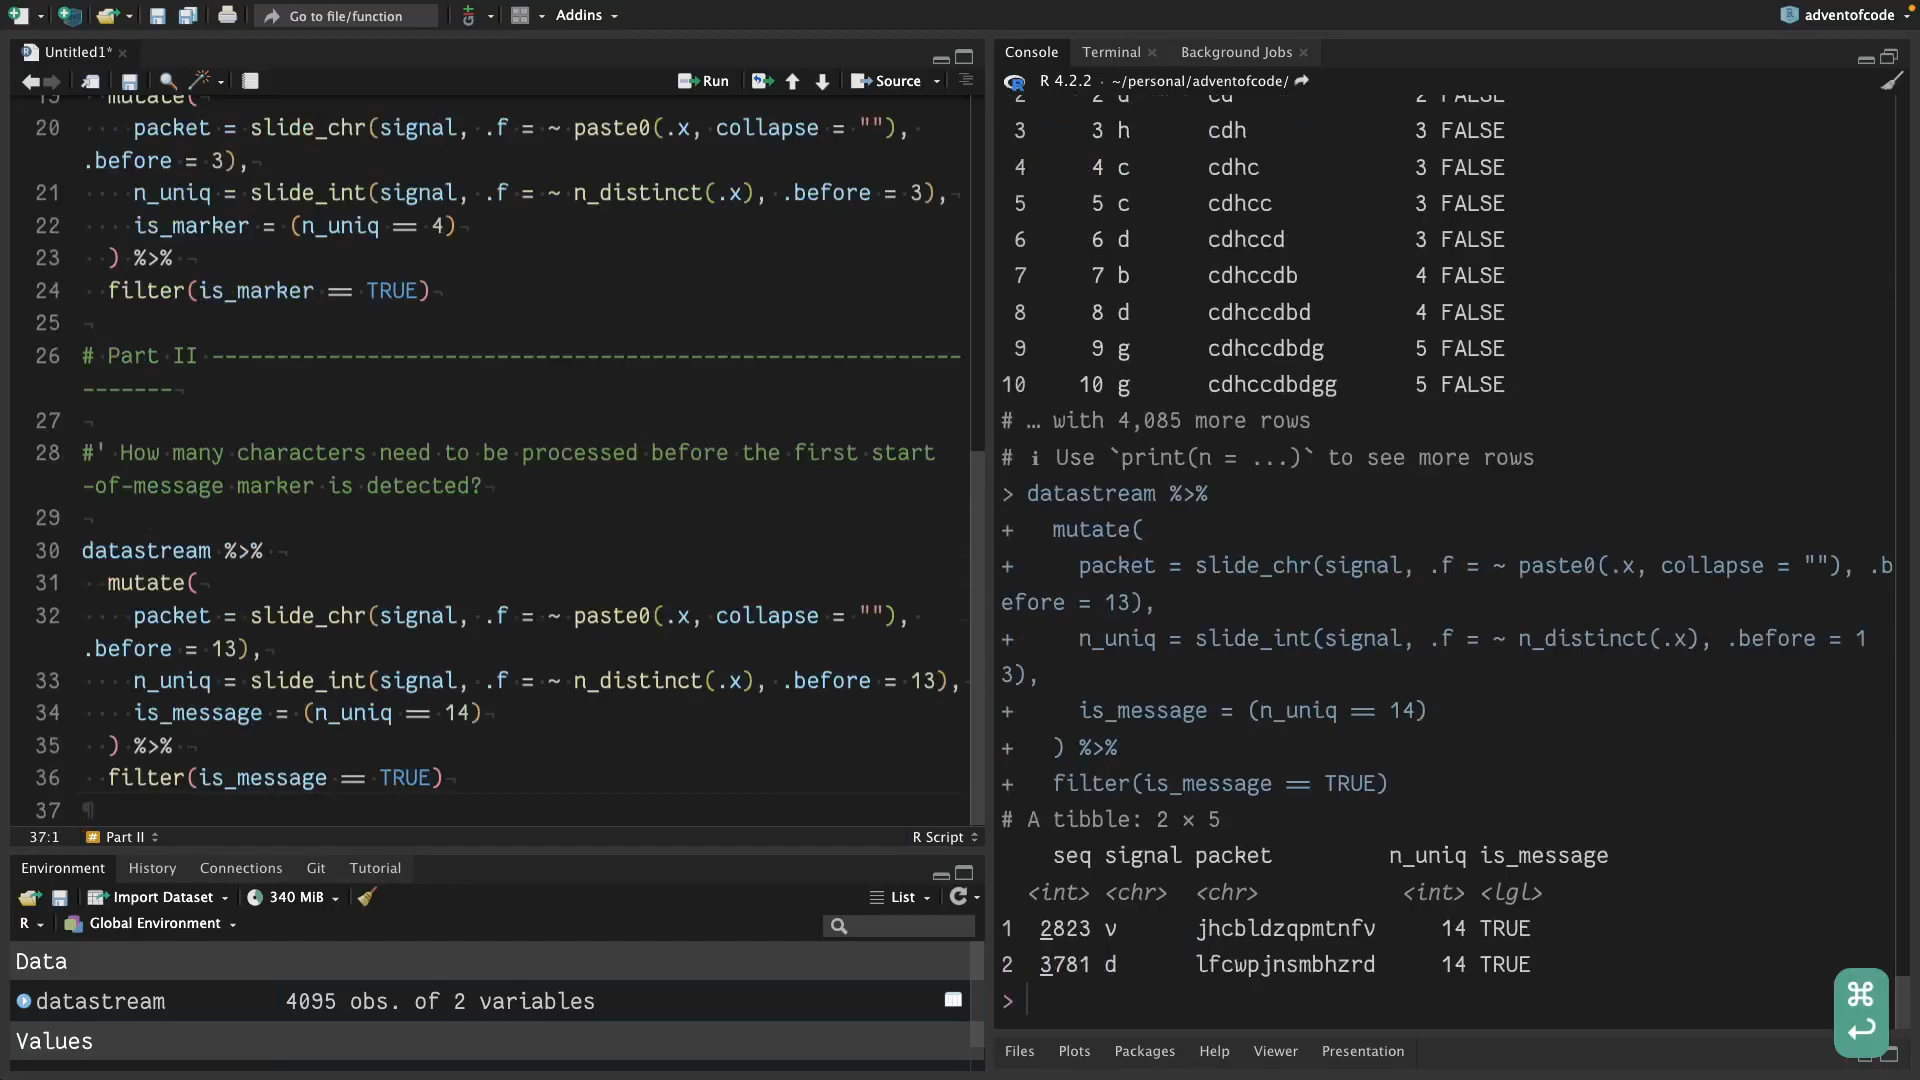 Go to file/function
Addins
adventofcode
Untitled1*
Run
Source
19 mutate(
20 packet = slide_chr(signal, .f = ~ paste0(.x, collapse = ""),
.before = 3),
21 n_uniq = slide_int(signal, .f = ~ n_distinct(.x), .before = 3),
22 is_marker = (n_uniq == 4)
23 ) %>%
24 filter(is_marker == TRUE)
25
26 # Part II ----------------------------------------------------------
-------
27
28 #' How many characters need to be processed before the first start
-of-message marker is detected?
29
30 datastream %>%
31 mutate(
32 packet = slide_chr(signal, .f = ~ paste0(.x, collapse = ""),
.before = 13),
33 n_uniq = slide_int(signal, .f = ~ n_distinct(.x), .before = 13),
34 is_message = (n_uniq == 14)
35 ) %>%
36 filter(is_message == TRUE)
37
37:1 # Part II R Script
Environment History Connections Git Tutorial
Import Dataset 340 MiB List
R Global Environment
Data
datastream 4095 obs. of 2 variables
Values
Console Terminal Background Jobs
R 4.2.2 · ~/personal/adventofcode/
2 2 d cd 2 FALSE
3 3 h cdh 3 FALSE
4 4 c cdhc 3 FALSE
5 5 c cdhcc 3 FALSE
6 6 d cdhccd 3 FALSE
7 7 b cdhccdb 4 FALSE
8 8 d cdhccdbd 4 FALSE
9 9 g cdhccdbdg 5 FALSE
10 10 g cdhccdbdgg 5 FALSE
# … with 4,085 more rows
# ℹ Use `print(n = ...)` to see more rows
> datastream %>%
+ mutate(
+ packet = slide_chr(signal, .f = ~ paste0(.x, collapse = ""), .b
efore = 13),
+ n_uniq = slide_int(signal, .f = ~ n_distinct(.x), .before = 1
3),
+ is_message = (n_uniq == 14)
+ ) %>%
+ filter(is_message == TRUE)
# A tibble: 2 × 5
seq signal packet n_uniq is_message
<int> <chr> <chr> <int> <lgl>
1 2823 v jhcbldzqpmtnfv 14 TRUE
2 3781 d lfcwpjnsmbhzrd 14 TRUE
>
Files Plots Packages Help Viewer Presentation